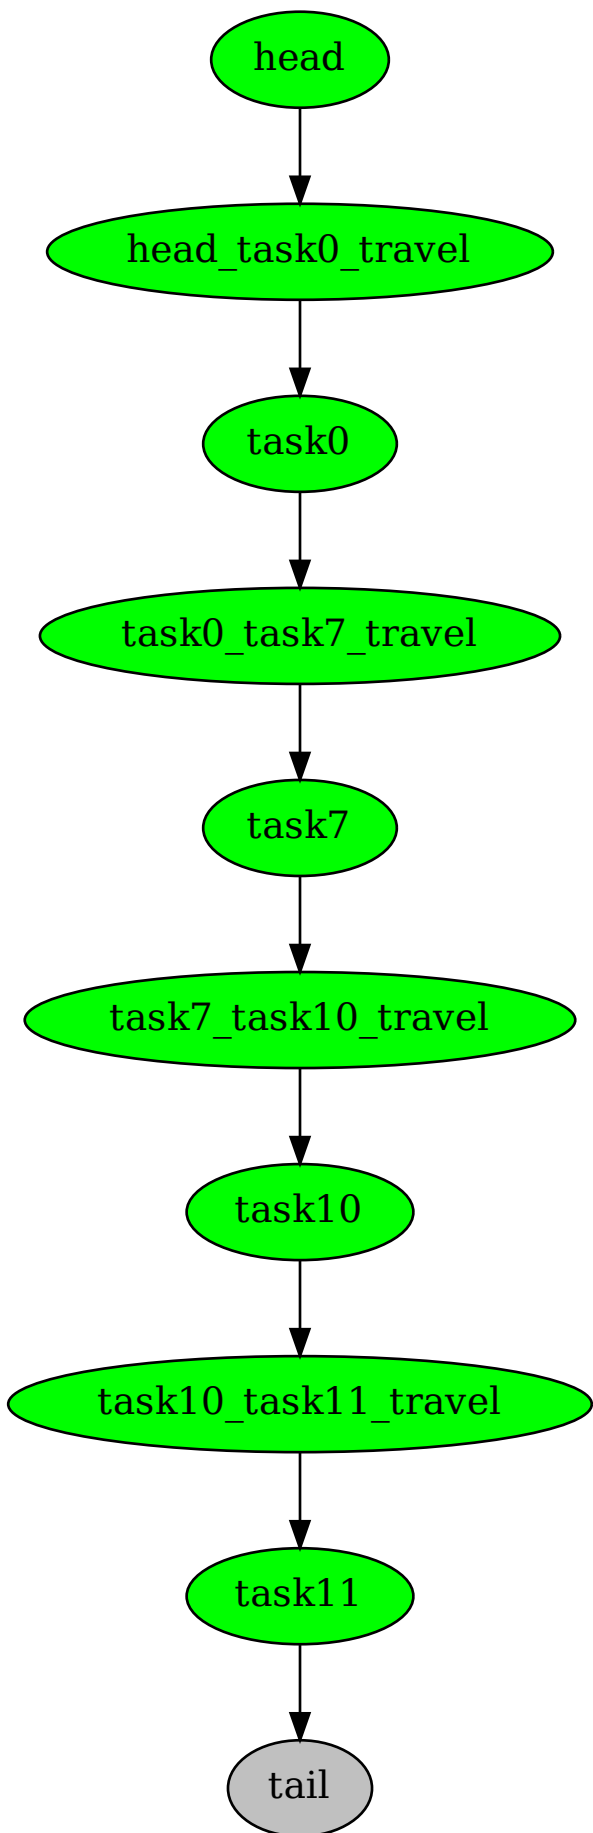 head
head_task0_travel
task0
task0_task7_travel
task7
task7_task10_travel
task10
task10_task11_travel
task11
tail